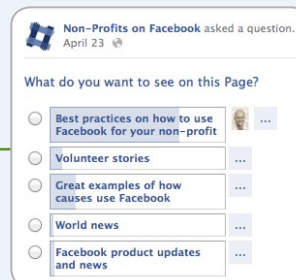 Non-Profits on Facebook asked a question.
April 23
What do you want to see on this Page?
Best practices on how to use
Facebook for your non-profit
...
Volunteer stories
...
Great examples of how
causes use Facebook
...
World news
...
Facebook product updates
and news
...